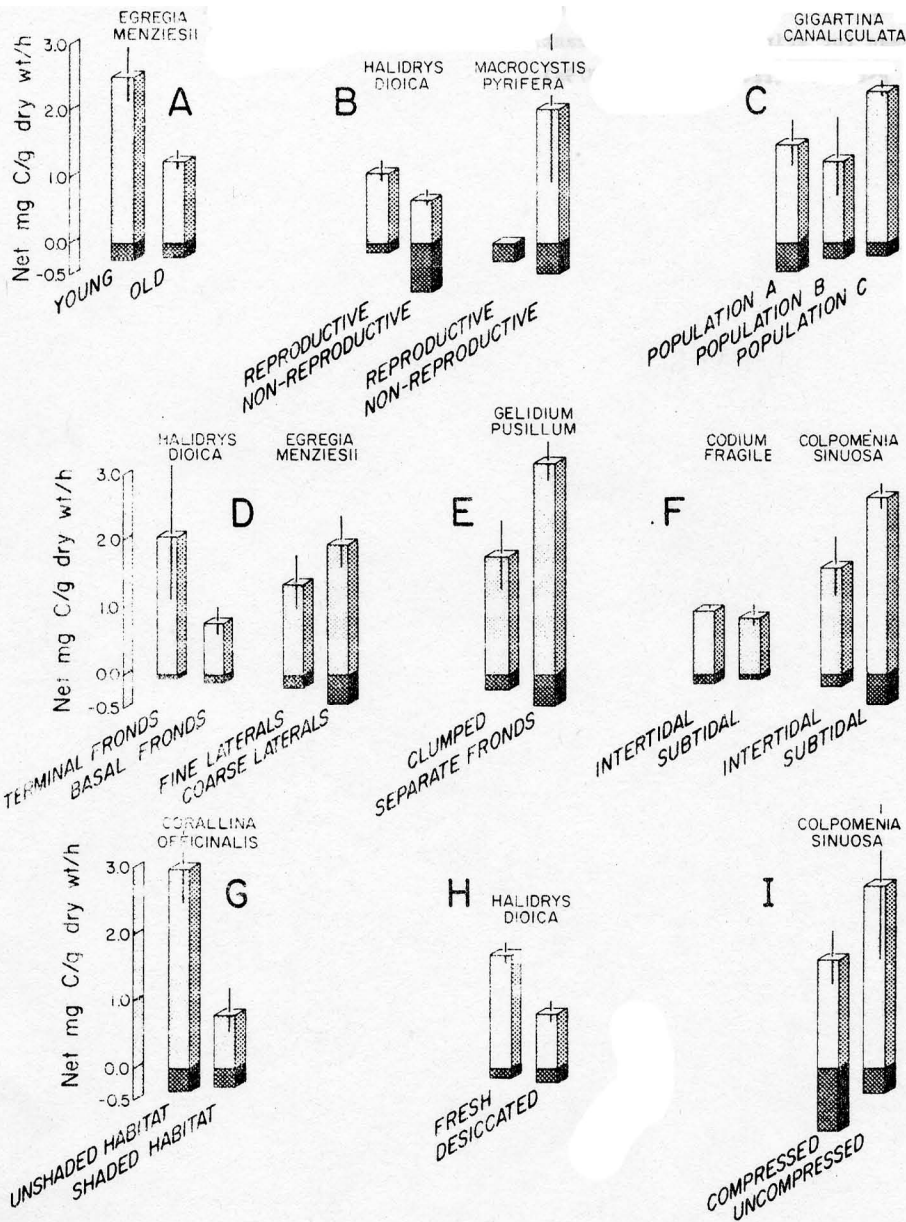 EGREGIA
MENZIESII
A
3.0
2.0
1.0
0.0
-0.5
Net mg C/g dry wt/h
YOUNG
OLD
B
HALIDRYS
DIOICA
MACROCYSTIS
PYRIFERA
REPRODUCTIVE
NON-REPRODUCTIVE
REPRODUCTIVE
NON-REPRODUCTIVE
GIGARTINA
CANALICULATA
C
POPULATION A
POPULATION B
POPULATION C
HALIDRYS
DIOICA
EGREGIA
MENZIESII
D
3.0
2.0
1.0
0.0
-0.5
Net mg C/g dry wt/h
TERMINAL FRONDS
BASAL FRONDS
FINE LATERALS
COARSE LATERALS
GELIDIUM
PUSILLUM
E
CLUMPED
SEPARATE FRONDS
CODIUM
FRAGILE
COLPOMENIA
SINUOSA
F
INTERTIDAL
SUBTIDAL
INTERTIDAL
SUBTIDAL
CORALLINA
OFFICINALIS
G
3.0
2.0
1.0
0.0
-0.5
Net mg C/g dry wt/h
UNSHADED HABITAT
SHADED HABITAT
H
HALIDRYS
DIOICA
FRESH
DESICCATED
COLPOMENIA
SINUOSA
I
COMPRESSED
UNCOMPRESSED